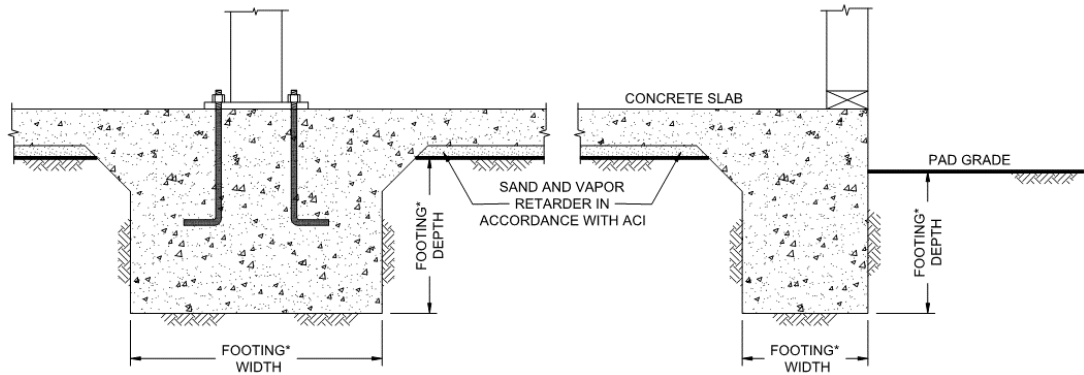 CONCRETE SLAB
PAD GRADE
SAND AND VAPOR
RETARDER IN
ACCORDANCE WITH ACI
FOOTING*
DEPTH
FOOTING*
DEPTH
FOOTING*
WIDTH
FOOTING*
WIDTH